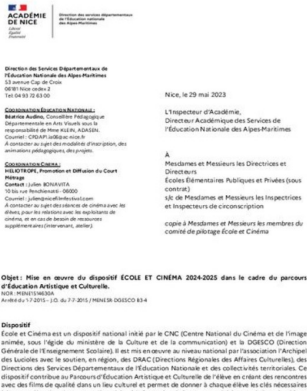 ACADÉMIE
DE NICE
Liberté
Égalité
Fraternité
Direction des services départementaux
de l'éducation nationale
des Alpes-Maritimes
Direction des Services Départementaux de
l'Éducation Nationale des Alpes-Maritimes
53 avenue Cap de Croix
06181 Nice cedex 2
Tel 04 93 72 63 00
COORDINATION ÉDUCATION NATIONALE :
Béatrice Audino, Conseillère Pédagogique
Départementale en Arts Visuels sous la
responsabilité de Mme KLEIN, ADASEN.
À contacter au sujet des modalités d'inscription, des
animations pédagogiques, des projets.
COORDINATION CINÉMA :
HÉLIOTROPE, Promotion et Diffusion du Court
Métrage
Contact : Julien BONAVITA
10 bis rue Penchienatti - 06000
Courriel : julien@nicefilmfestival.com
À contacter au sujet des séances de cinéma avec les
élèves, pour les relations avec les exploitants de
cinéma, et en cas de besoin de ressources
supplémentaires (intervenant, atelier).
Nice, le 29 mai 2023
L'Inspecteur d'Académie,
Directeur Académique des Services de
l'Éducation Nationale des Alpes-Maritimes
À
Mesdames et Messieurs les Directrices et
Directeurs
Écoles Élémentaires Publiques et Privées (sous
contrat)
s/c de Mesdames et Messieurs les Inspectrices
et Inspecteurs de circonscription
copie à Mesdames et Messieurs les membres du
comité de pilotage École et Cinéma
Objet : Mise en œuvre du dispositif ÉCOLE ET CINÉMA 2024-2025 dans le cadre du parcours
d'Éducation Artistique et Culturelle.
NOR : MENE1514630A
Arrêté du 1-7-2015 - J.O. du 7-7-2015 / MENESR DGESCO B3-4
Dispositif
École et Cinéma est un dispositif national initié par le CNC (Centre National du Cinéma et de l'image
animée, sous l'égide du ministère de la Culture et de la communication) et la DGESCO (Direction
Générale de l'Enseignement Scolaire). Il est mis en œuvre au niveau national par l'association l'Archipel
des Lucioles avec le soutien, en région, des DRAC (Directions Régionales des Affaires Culturelles), des
Directions des Services Départementaux de l'Éducation Nationale et des collectivités territoriales. Ce
dispositif contribue au Parcours d'Éducation Artistique et Culturelle de l'élève en créant des rencontres
avec des films de qualité dans un lieu culturel et permet de donner à chaque élève les clés nécessaires